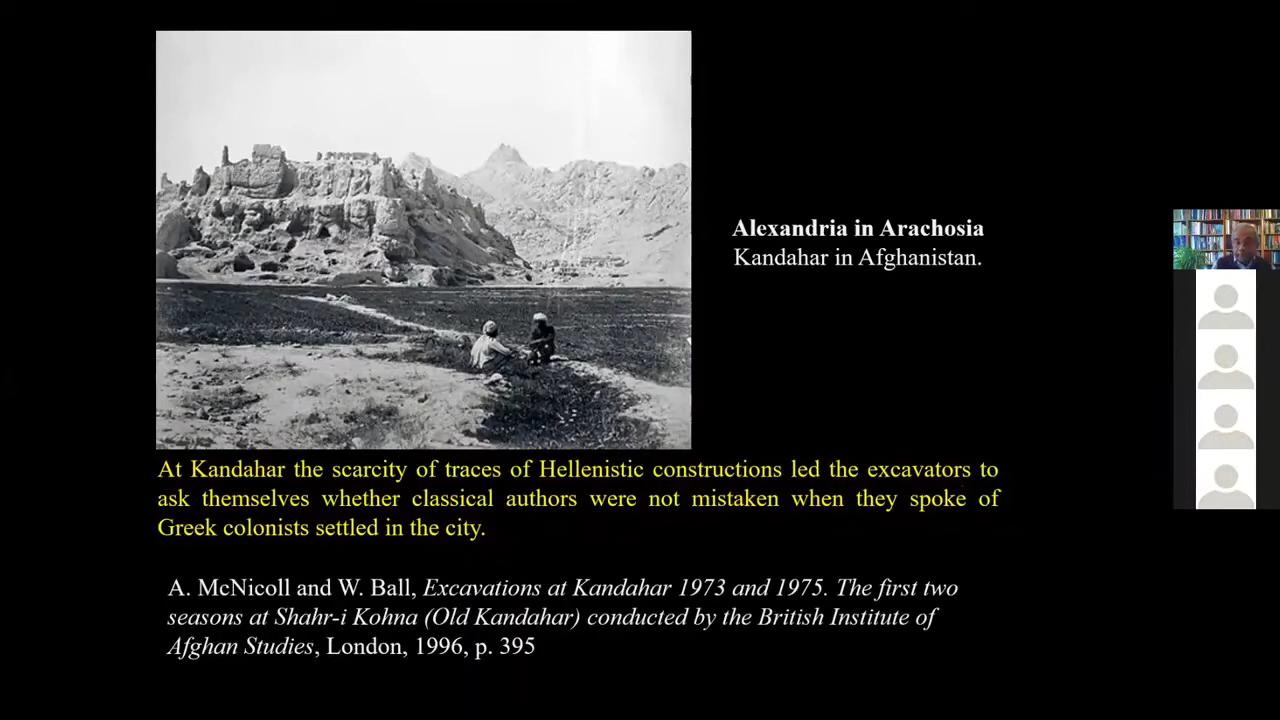 Alexandria in Arachosia
Kandahar in Afghanistan.
At Kandahar the scarcity of traces of Hellenistic constructions led the excavators to
ask themselves whether classical authors were not mistaken when they spoke of
Greek colonists settled in the city.
A. McNicoll and W. Ball, Excavations at Kandahar 1973 and 1975. The first two
seasons at Shahr-i Kohna (Old Kandahar) conducted by the British Institute of
Afghan Studies, London, 1996, p. 395